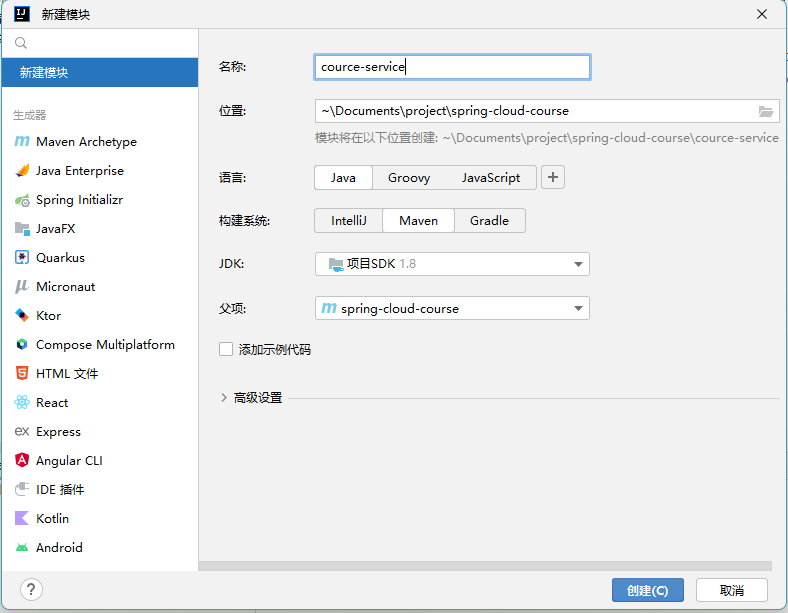 新建模块
新建模块
生成器
Maven Archetype
Java Enterprise
Spring Initializr
JavaFX
Quarkus
Micronaut
Ktor
Compose Multiplatform
HTML 文件
React
Express
Angular CLI
IDE 插件
Kotlin
Android
名称: cource-service
位置: ~\Documents\project\spring-cloud-course
模块将在以下位置创建: ~\Documents\project\spring-cloud-course\cource-service
语言: Java Groovy JavaScript +
构建系统: IntelliJ Maven Gradle
JDK: 项目SDK 1.8
父项: spring-cloud-course
添加示例代码
高级设置
? 创建(C) 取消